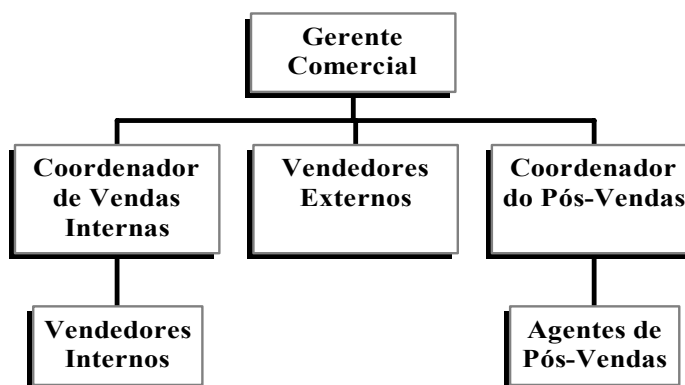 Gerente
Comercial
Coordenador
de Vendas
Internas
Vendedores
Externos
Coordenador
do Pós-Vendas
Vendedores
Internos
Agentes de
Pós-Vendas